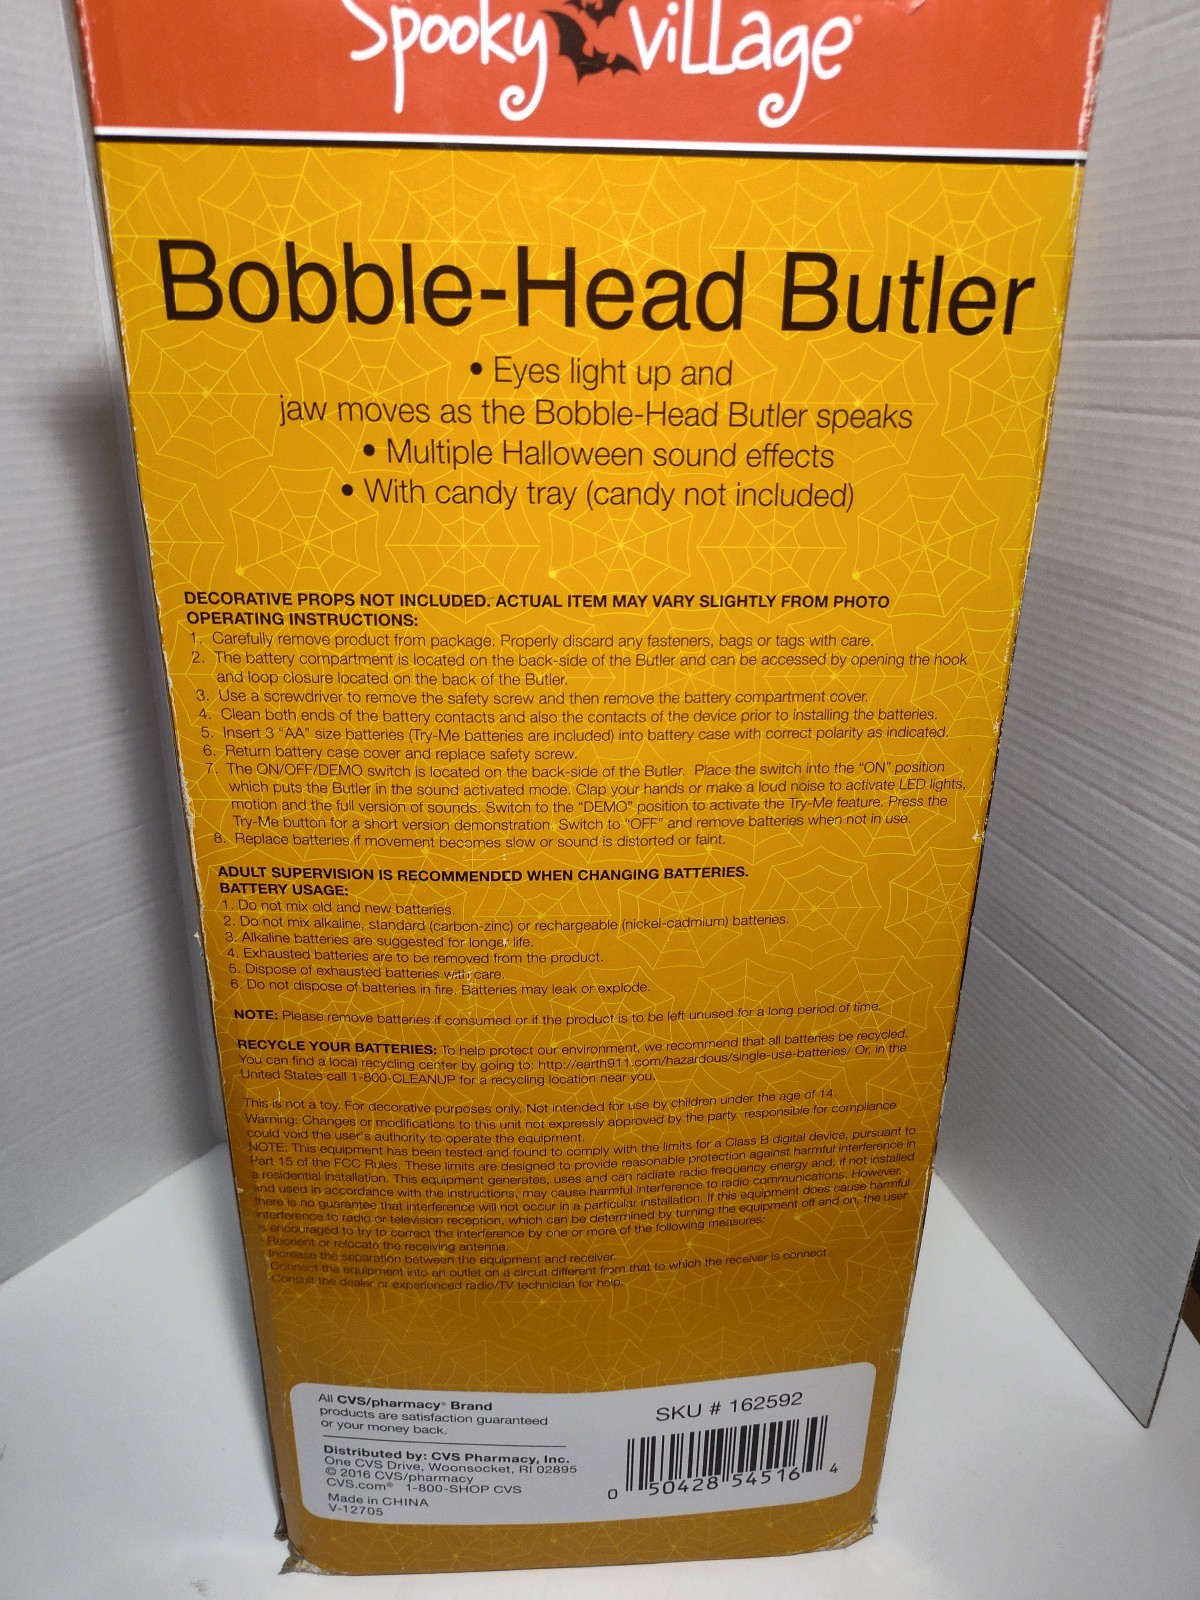 Spooky Village®
Bobble-Head Butler
• Eyes light up and
jaw moves as the Bobble-Head Butler speaks
• Multiple Halloween sound effects
• With candy tray (candy not included)
DECORATIVE PROPS NOT INCLUDED. ACTUAL ITEM MAY VARY SLIGHTLY FROM PHOTO
OPERATING INSTRUCTIONS:
1. Carefully remove product from package. Properly discard any fasteners, bags or tags with care.
2. The battery compartment is located on the back-side of the Butler and can be accessed by opening the hook
and loop closure located on the back of the Butler.
3. Use a screwdriver to remove the safety screw and then remove the battery compartment cover.
4. Clean both ends of the battery contacts and also the contacts of the device prior to installing the batteries.
5. Insert 3 "AA" size batteries (Try-Me batteries are included) into battery case with correct polarity as indicated.
6. Return battery case cover and replace safety screw.
7. The ON/OFF/DEMO switch is located on the back-side of the Butler. Place the switch into the "ON" position
which puts the Butler in the sound activated mode. Clap your hands or make a loud noise to activate LED lights,
motion and the full version of sounds. Switch to the "DEMO" position to activate the Try-Me feature. Press the
Try-Me button for a short version demonstration. Switch to "OFF" and remove batteries when not in use.
8. Replace batteries if movement becomes slow or sound is distorted or faint.
ADULT SUPERVISION IS RECOMMENDED WHEN CHANGING BATTERIES.
BATTERY USAGE:
1. Do not mix old and new batteries.
2. Do not mix alkaline, standard (carbon-zinc) or rechargeable (nickel-cadmium) batteries.
3. Alkaline batteries are suggested for longer life.
4. Exhausted batteries are to be removed from the product.
5. Dispose of exhausted batteries with care.
6. Do not dispose of batteries in fire. Batteries may leak or explode.
NOTE: Please remove batteries if consumed or if the product is to be left unused for a long period of time.
RECYCLE YOUR BATTERIES: To help protect our environment, we recommend that all batteries be recycled.
You can find a local recycling center by going to: http://earth911.com/hazardous/single-use-batteries/ Or, in the
United States call 1-800-CLEANUP for a recycling location near you.
This is not a toy. For decorative purposes only. Not intended for use by children under the age of 14.
Warning: Changes or modifications to this unit not expressly approved by the party responsible for compliance
could void the user's authority to operate the equipment.
NOTE: This equipment has been tested and found to comply with the limits for a Class B digital device, pursuant to
Part 15 of the FCC Rules. These limits are designed to provide reasonable protection against harmful interference in
a residential installation. This equipment generates, uses and can radiate radio frequency energy and, if not installed
and used in accordance with the instructions, may cause harmful interference to radio communications. However,
there is no guarantee that interference will not occur in a particular installation. If this equipment does cause harmful
interference to radio or television reception, which can be determined by turning the equipment off and on, the user
is encouraged to try to correct the interference by one or more of the following measures:
Reorient or relocate the receiving antenna.
Increase the separation between the equipment and receiver.
Connect the equipment into an outlet on a circuit different from that to which the receiver is connect.
Consult the dealer or experienced radio/TV technician for help.
All CVS/pharmacy® Brand
products are satisfaction guaranteed
or your money back.
Distributed by: CVS Pharmacy, Inc.
One CVS Drive, Woonsocket, RI 02895
© 2016 CVS/pharmacy
CVS.com® 1-800-SHOP CVS
Made in CHINA
V-12705
SKU # 162592
0 50428 54516 4